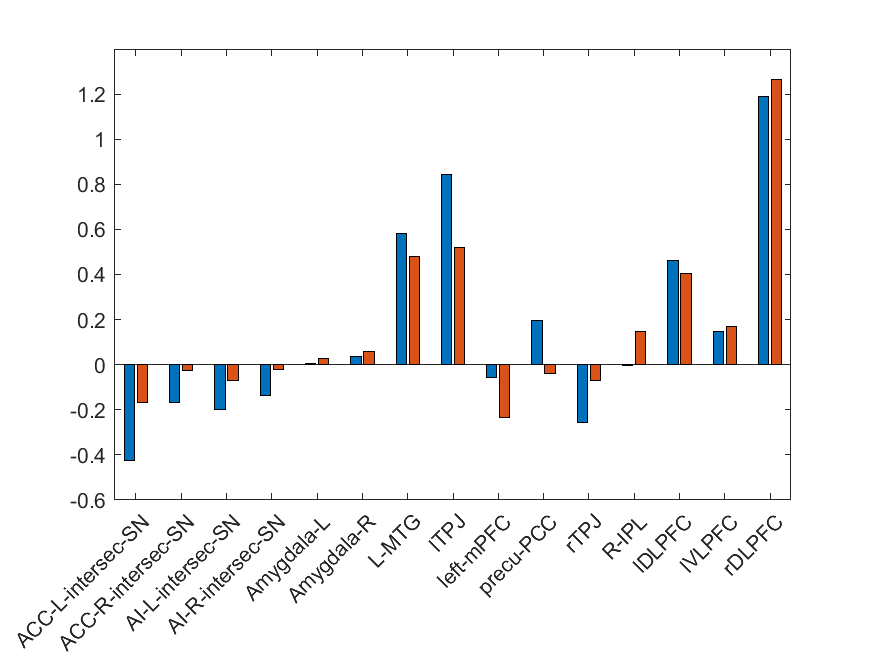 1.2
1
0.8
0.6
0.4
0.2
0
-0.2
-0.4
-0.6
ACC-L-intersec-SN
ACC-R-intersec-SN
AI-L-intersec-SN
AI-R-intersec-SN
Amygdala-L
Amygdala-R
L-MTG
lTPJ
left-mPFC
precu-PCC
rTPJ
R-IPL
lDLPFC
lVLPFC
rDLPFC